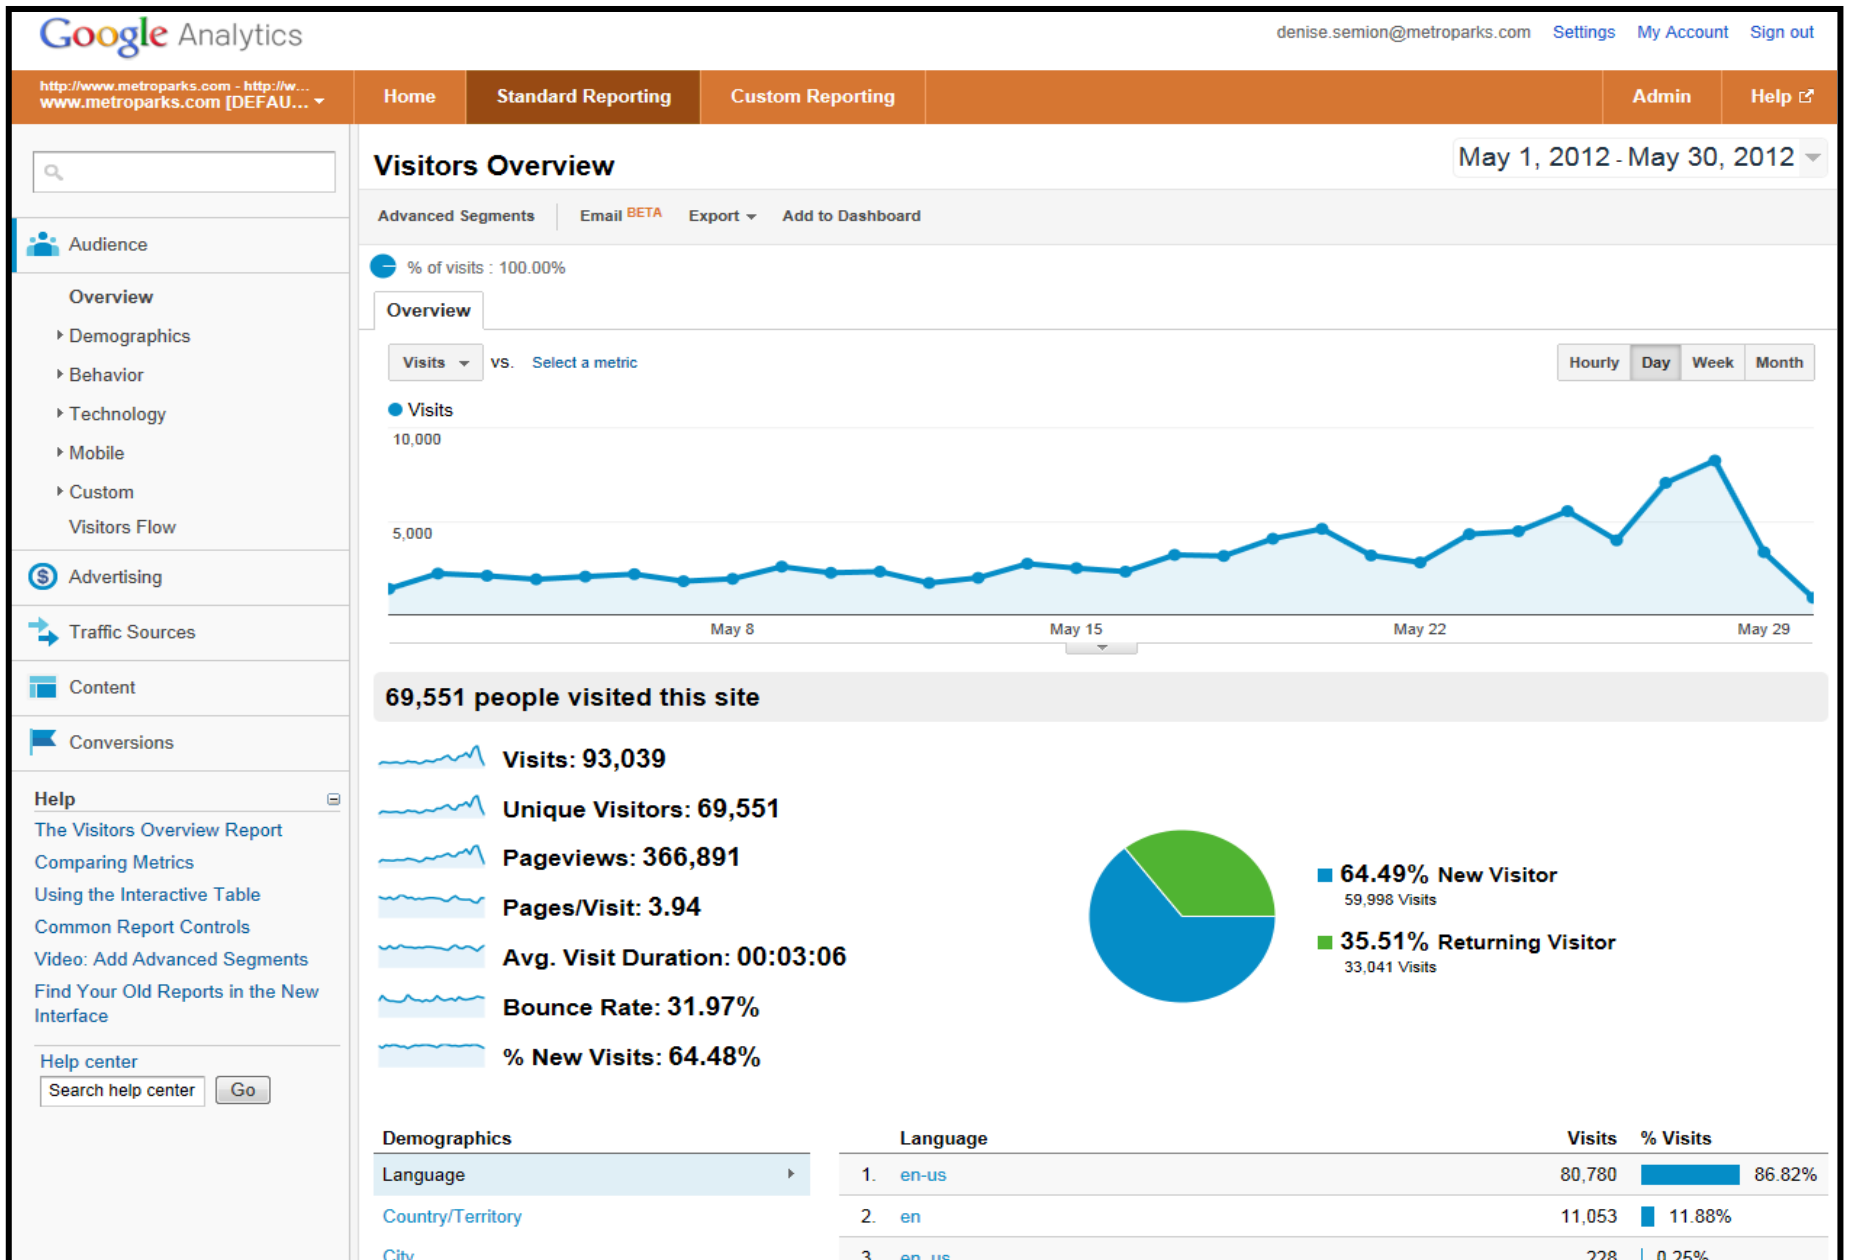 Google Analytics
denise.semion@metroparks.com Settings My Account Sign out
http://www.metroparks.com - http://w...
www.metroparks.com [DEFAU...
Home Standard Reporting Custom Reporting Admin Help
Visitors Overview
May 1, 2012 - May 30, 2012
Advanced Segments Email BETA Export Add to Dashboard
Audience
Overview
Demographics
Behavior
Technology
Mobile
Custom
Visitors Flow
Advertising
Traffic Sources
Content
Conversions
Help
The Visitors Overview Report
Comparing Metrics
Using the Interactive Table
Common Report Controls
Video: Add Advanced Segments
Find Your Old Reports in the New
Interface
Help center
Search help center Go
% of visits : 100.00%
Overview
Visits vs. Select a metric
Hourly Day Week Month
Visits
10,000
5,000
May 8 May 15 May 22 May 29
69,551 people visited this site
Visits: 93,039
Unique Visitors: 69,551
Pageviews: 366,891
Pages/Visit: 3.94
Avg. Visit Duration: 00:03:06
Bounce Rate: 31.97%
% New Visits: 64.48%
64.49% New Visitor
59,998 Visits
35.51% Returning Visitor
33,041 Visits
Demographics
Language
Country/Territory
City
Language Visits % Visits
1. en-us 80,780 86.82%
2. en 11,053 11.88%
3. en_us 228 0.25%